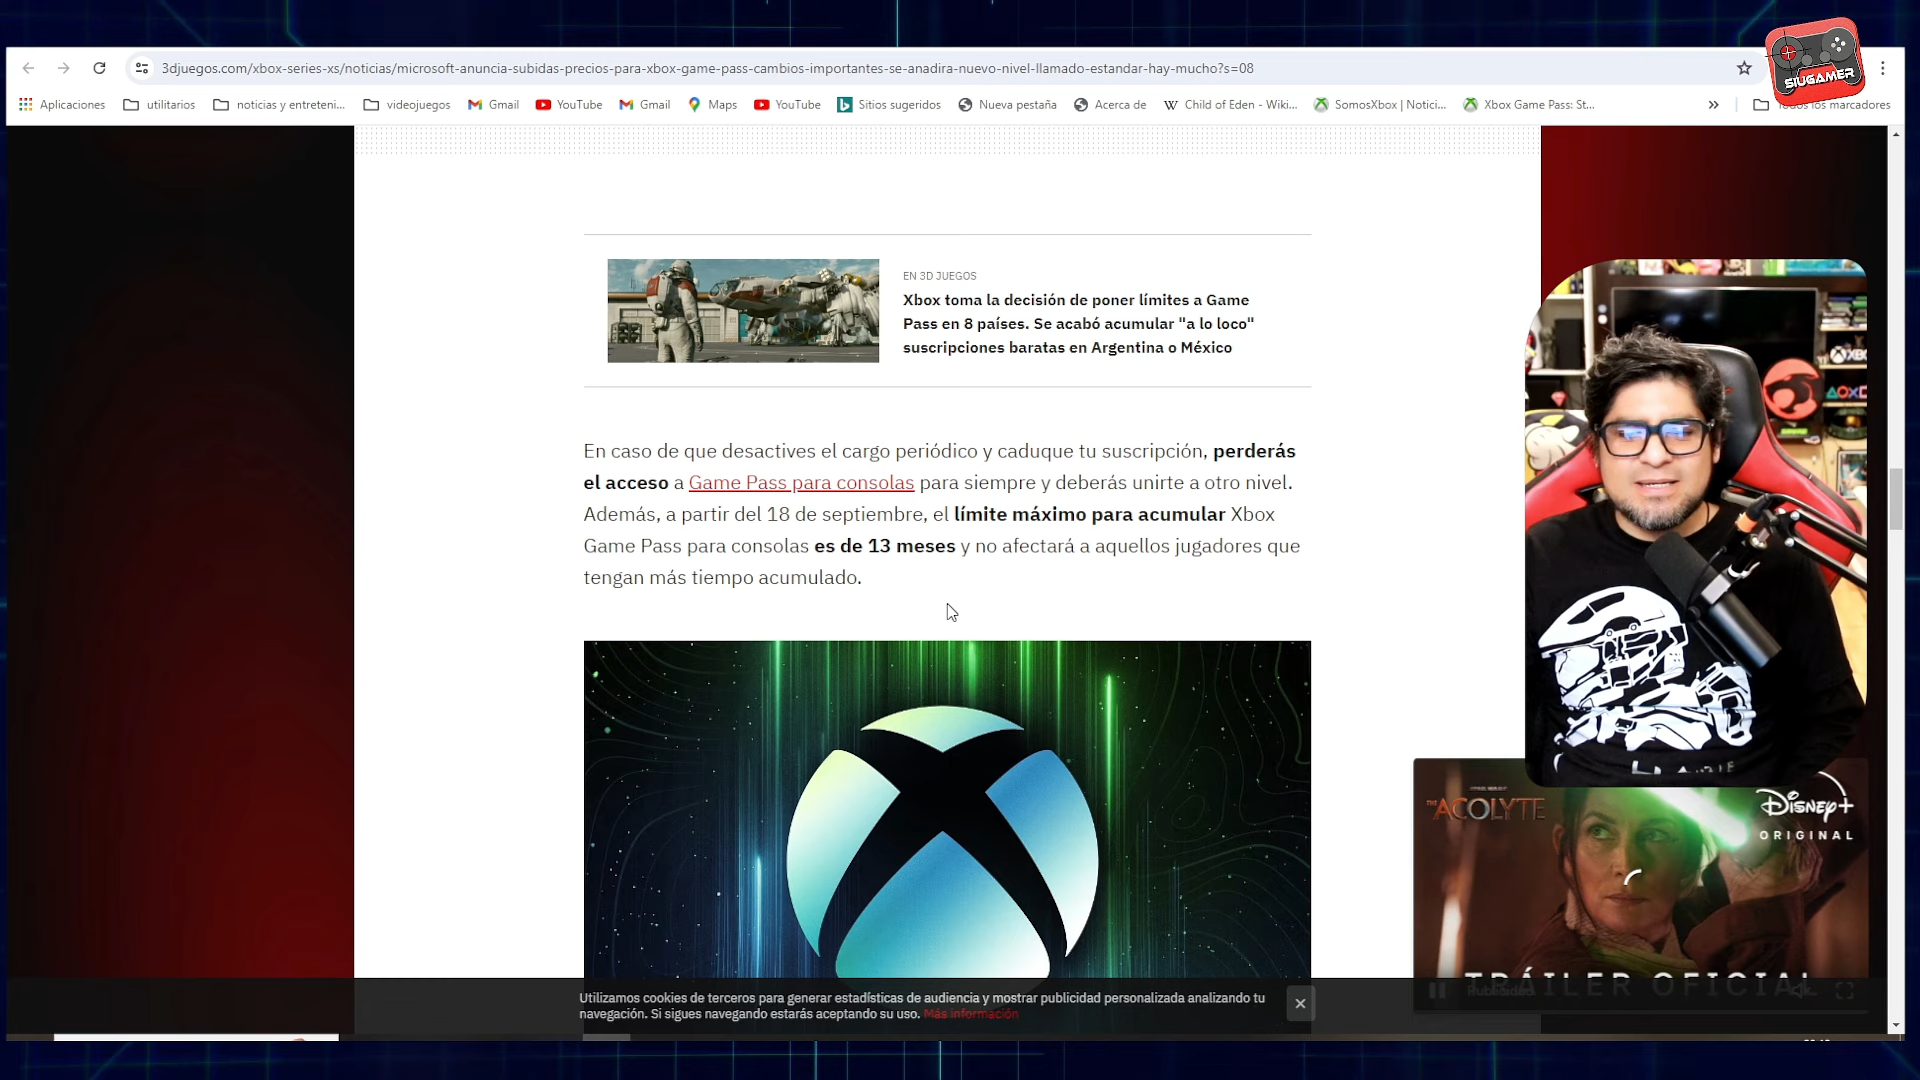 3djuegos.com/xbox-series-xs/noticias/microsoft-anuncia-subidas-precios-para-xbox-game-pass-cambios-importantes-se-anadira-nuevo-nivel-llamado-estandar-hay-mucho?s=08
SIUGAMER
Aplicaciones utilitarios noticias y entreteni... videojuegos Gmail YouTube Gmail Maps YouTube Sitios sugeridos Nueva pestaña Acerca de Child of Eden - Wiki... SomosXbox | Notici... Xbox Game Pass: St... » Todos los marcadores
EN 3D JUEGOS
Xbox toma la decisión de poner límites a Game
Pass en 8 países. Se acabó acumular "a lo loco"
suscripciones baratas en Argentina o México
En caso de que desactives el cargo periódico y caduque tu suscripción, perderás
el acceso a Game Pass para consolas para siempre y deberás unirte a otro nivel.
Además, a partir del 18 de septiembre, el límite máximo para acumular Xbox
Game Pass para consolas es de 13 meses y no afectará a aquellos jugadores que
tengan más tiempo acumulado.
THE ACOLYTE
Disney+
ORIGINAL
TRÁILER OFICIAL
Utilizamos cookies de terceros para generar estadísticas de audiencia y mostrar publicidad personalizada analizando tu
navegación. Si sigues navegando estarás aceptando su uso. Más información